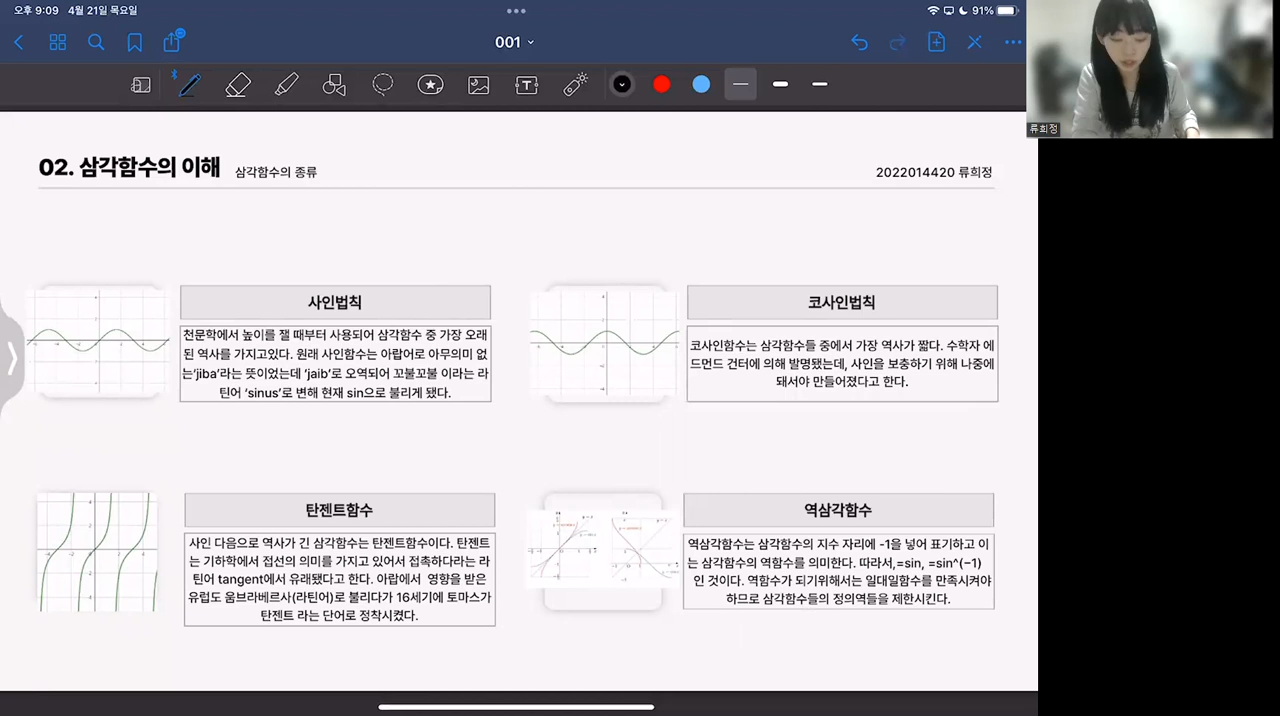 오후 9:09 4월 21일 목요일
91%
001
류희정
02. 삼각함수의 이해 삼각함수의 종류
2022014420 류희정
사인법칙
천문학에서 높이를 잴 때부터 사용되어 삼각함수 중 가장 오래
된 역사를 가지고있다. 원래 사인함수는 아랍어로 아무의미 없
는'jiba'라는 뜻이었는데 'jaib'로 오역되어 꼬불꼬불 이라는 라
틴어 'sinus'로 변해 현재 sin으로 불리게 됐다.
코사인법칙
코사인함수는 삼각함수들 중에서 가장 역사가 짧다. 수학자 에
드먼드 건터에 의해 발명됐는데, 사인을 보충하기 위해 나중에
돼서야 만들어졌다고 한다.
탄젠트함수
사인 다음으로 역사가 긴 삼각함수는 탄젠트함수이다. 탄젠트
는 기하학에서 접선의 의미를 가지고 있어서 접촉하다라는 라
틴어 tangent에서 유래됐다고 한다. 아랍에서 영향을 받은
유럽도 움브라베르사(라틴어)로 불리다가 16세기에 토마스가
탄젠트 라는 단어로 정착시켰다.
역삼각함수
역삼각함수는 삼각함수의 지수 자리에 -1을 넣어 표기하고 이
는 삼각함수의 역함수를 의미한다. 따라서,=sin, =sin^(−1)
인 것이다. 역함수가 되기위해서는 일대일함수를 만족시켜야
하므로 삼각함수들의 정의역들을 제한시킨다.